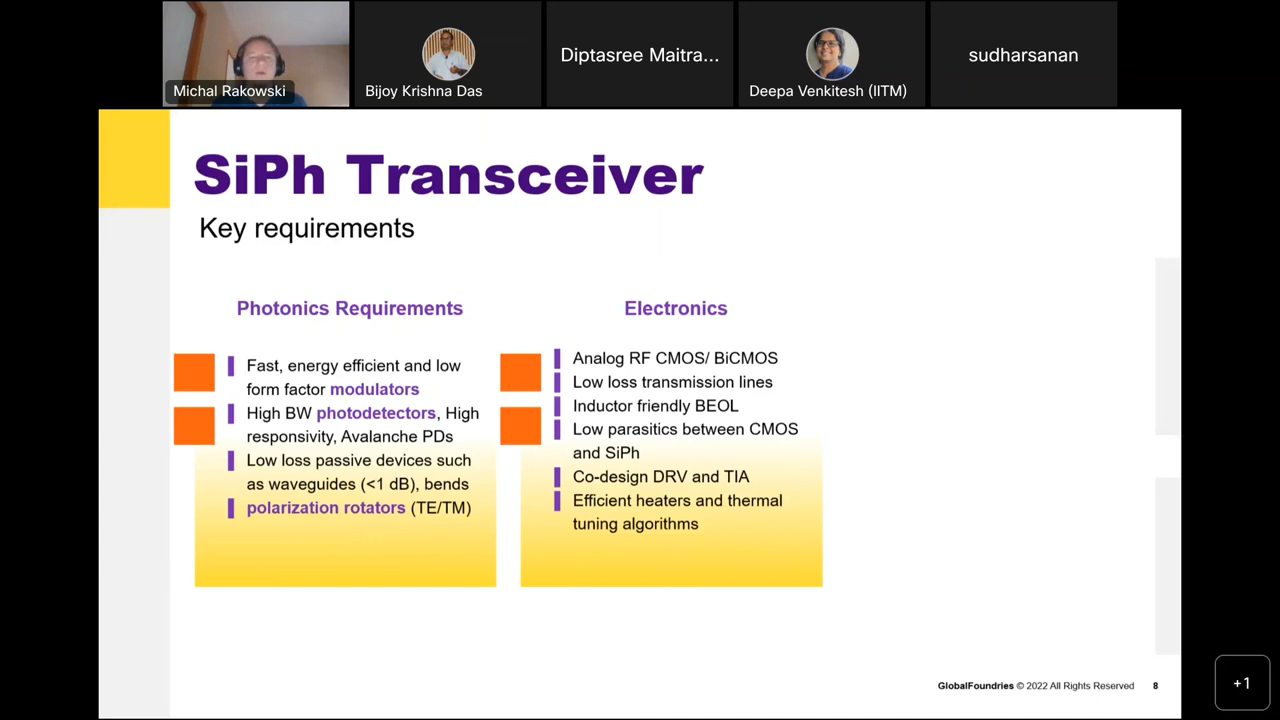 Michal Rakowski
Bijoy Krishna Das
Diptasree Maitra...
Deepa Venkitesh (IITM)
sudharsanan
SiPh Transceiver
Key requirements
Photonics Requirements
Fast, energy efficient and low
form factor modulators
High BW photodetectors, High
responsivity, Avalanche PDs
Low loss passive devices such
as waveguides (<1 dB), bends
polarization rotators (TE/TM)
Electronics
Analog RF CMOS/ BiCMOS
Low loss transmission lines
Inductor friendly BEOL
Low parasitics between CMOS
and SiPh
Co-design DRV and TIA
Efficient heaters and thermal
tuning algorithms
GlobalFoundries © 2022 All Rights Reserved 8
+1